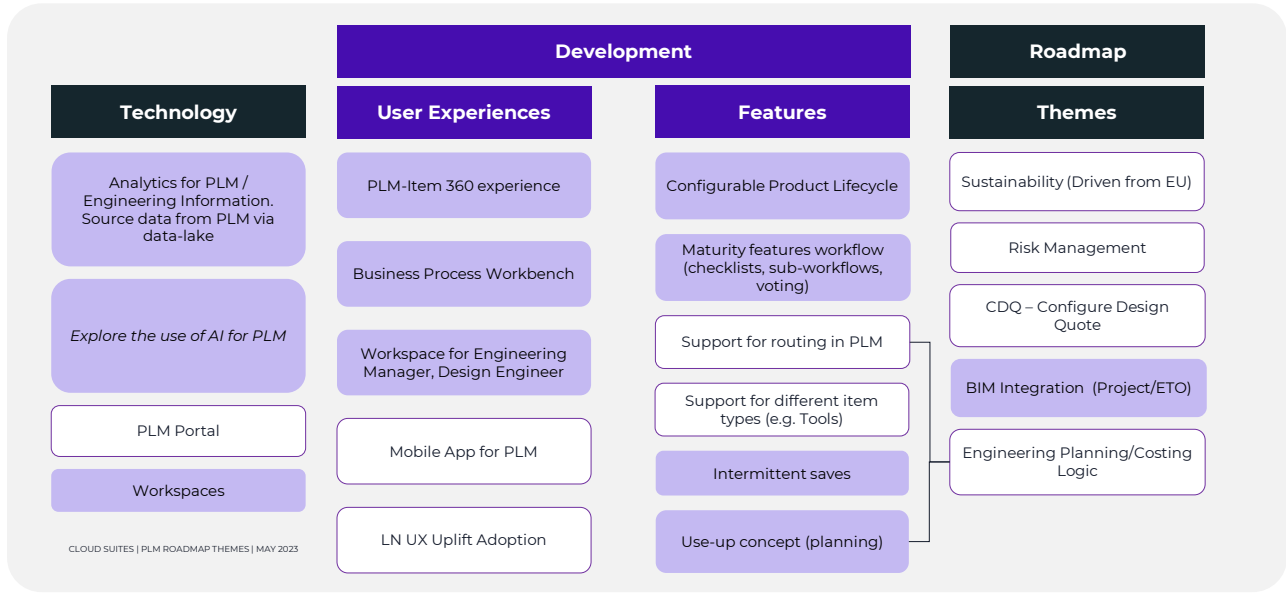 Development
Roadmap
Technology
User Experiences
Features
Themes
Analytics for PLM /
Engineering Information.
Source data from PLM via
data-lake
Explore the use of AI for PLM
PLM Portal
Workspaces
CLOUD SUITES | PLM ROADMAP THEMES | MAY 2023
PLM-Item 360 experience
Business Process Workbench
Workspace for Engineering
Manager, Design Engineer
Mobile App for PLM
LN UX Uplift Adoption
Configurable Product Lifecycle
Maturity features workflow
(checklists, sub-workflows,
voting)
Support for routing in PLM
Support for different item
types (e.g. Tools)
Intermittent saves
Use-up concept (planning)
Sustainability (Driven from EU)
Risk Management
CDQ – Configure Design
Quote
BIM Integration  (Project/ETO)
Engineering Planning/Costing
Logic